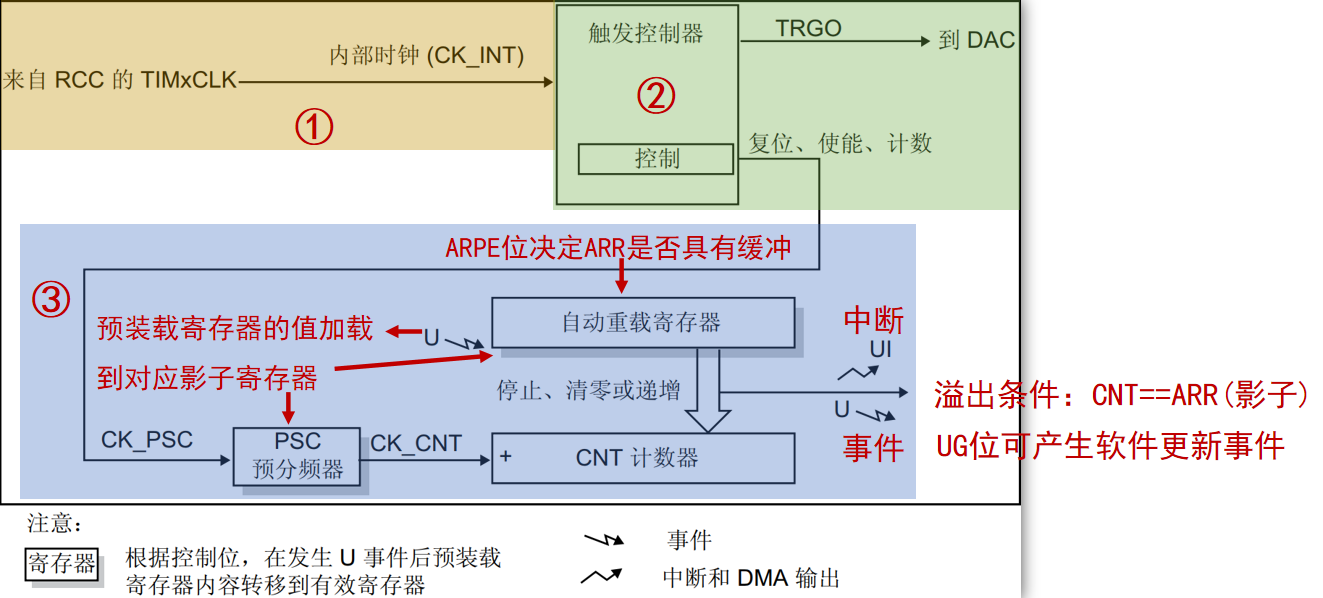 触发控制器
TRGO
到 DAC
内部时钟 (CK_INT)
来自 RCC 的 TIMxCLK
①
②
控制
复位、使能、计数
③
ARPE位决定ARR是否具有缓冲
自动重载寄存器
预装载寄存器的值加载
到对应影子寄存器
U
中断
UI
停止、清零或递增
U
事件
溢出条件：CNT==ARR(影子)
UG位可产生软件更新事件
CK_PSC
PSC
预分频器
CK_CNT
+
CNT 计数器
注意：
寄存器
根据控制位，在发生 U 事件后预装载
寄存器内容转移到有效寄存器
事件
中断和 DMA 输出